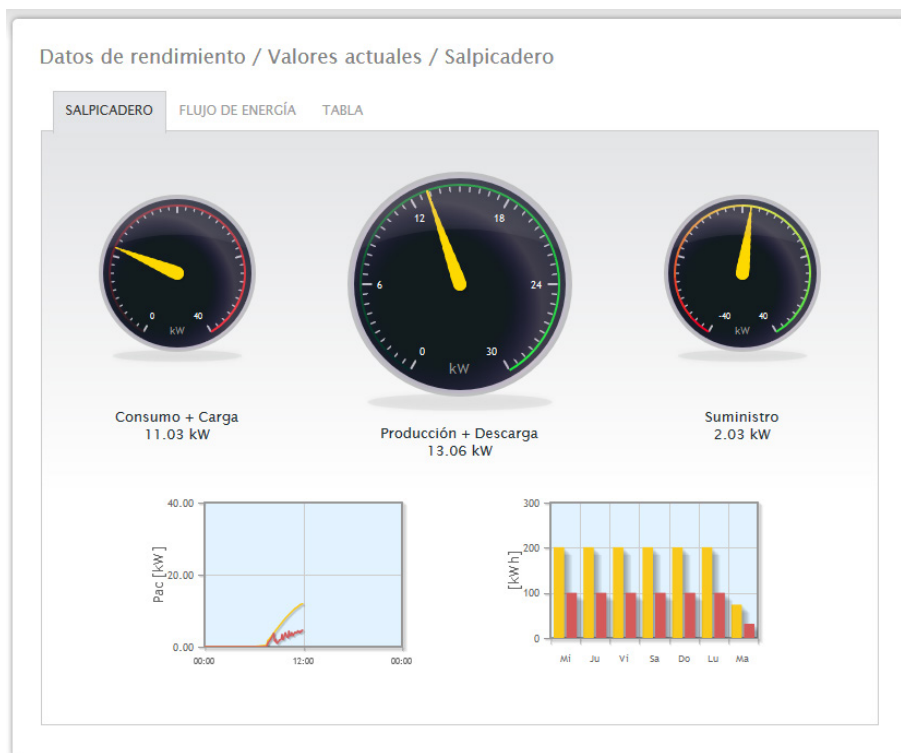 Datos de rendimiento / Valores actuales / Salpicadero
SALPICADERO FLUJO DE ENERGÍA TABLA
0 40
kW
Consumo + Carga
11.03 kW
12 18
6 24
0 30
kW
Producción + Descarga
13.06 kW
-40 40
kW
Suministro
2.03 kW
40.00
20.00
0.00
Pac [kW]
00:00 12:00 00:00
300
200
100
0
[kWh]
Mí Ju Ví Sa Do Lu Ma